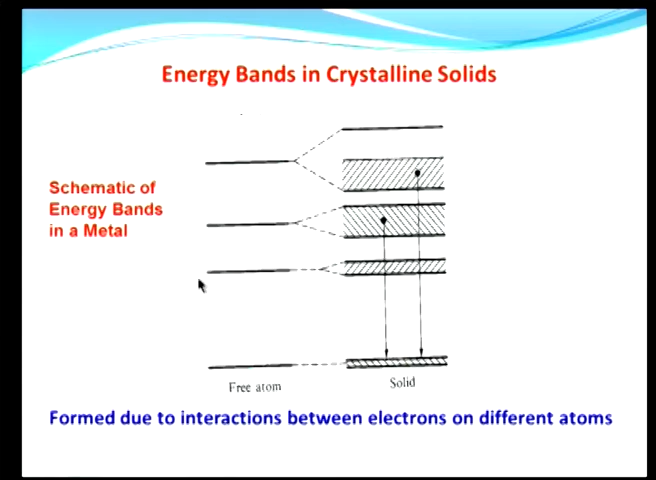 Energy Bands in Crystalline Solids
Schematic of
Energy Bands
in a Metal
Free atom
Solid
Formed due to interactions between electrons on different atoms